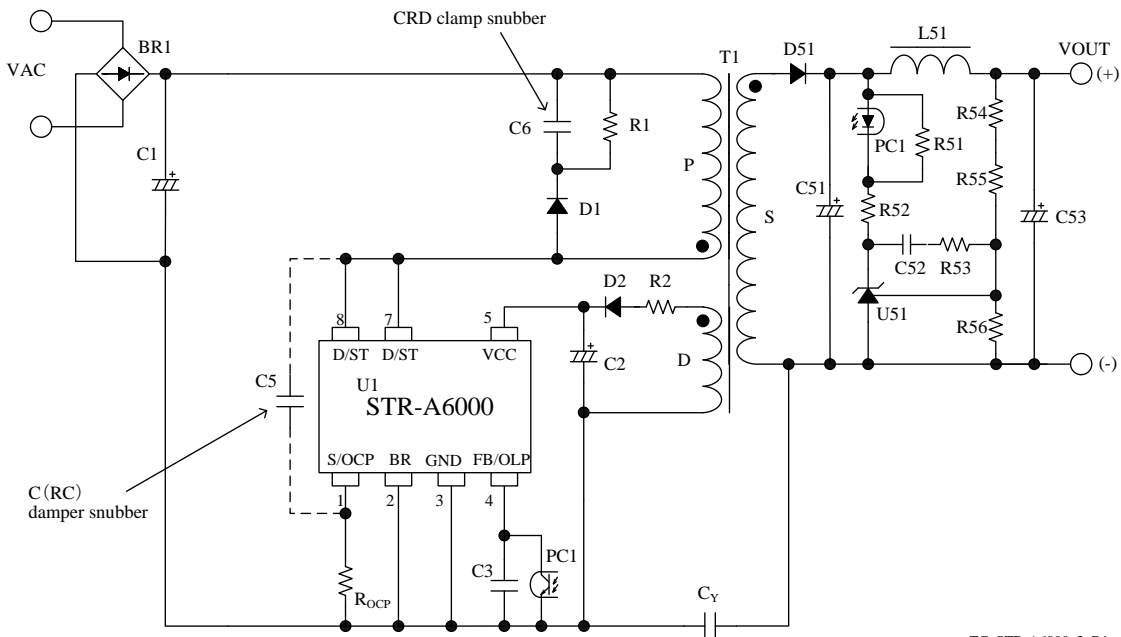 CRD clamp snubber
L51
BR1
T1
D51
VOUT
VAC
(+)
C6
R1
R54
PC1
R51
C1
P
R55
C51
S
R52
C53
D1
C52
R53
D2
R2
U51
8
7
5
R56
D/ST
D/ST
VCC
C2
D
(-)
C5
U1
STR-A6000
S/OCP
BR
GND
FB/OLP
C(RC)
damper snubber
1
2
3
4
C3
PC1
ROCP
CY